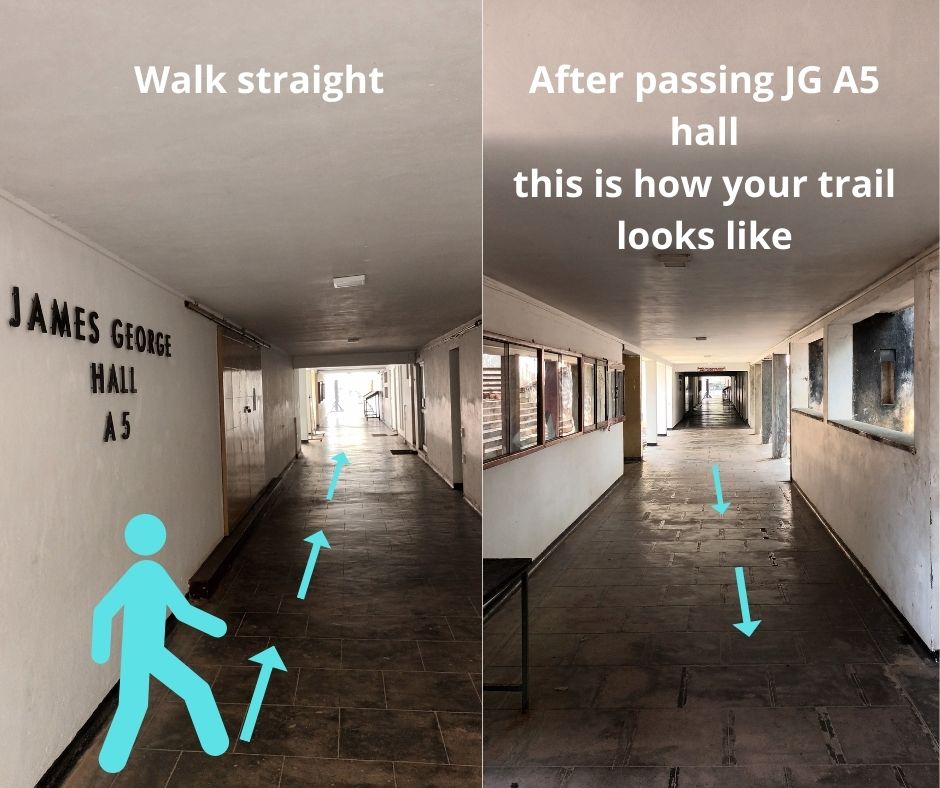 Walk straight
JAMES GEORGE
HALL
A5
After passing JG A5
hall
this is how your trail
looks like